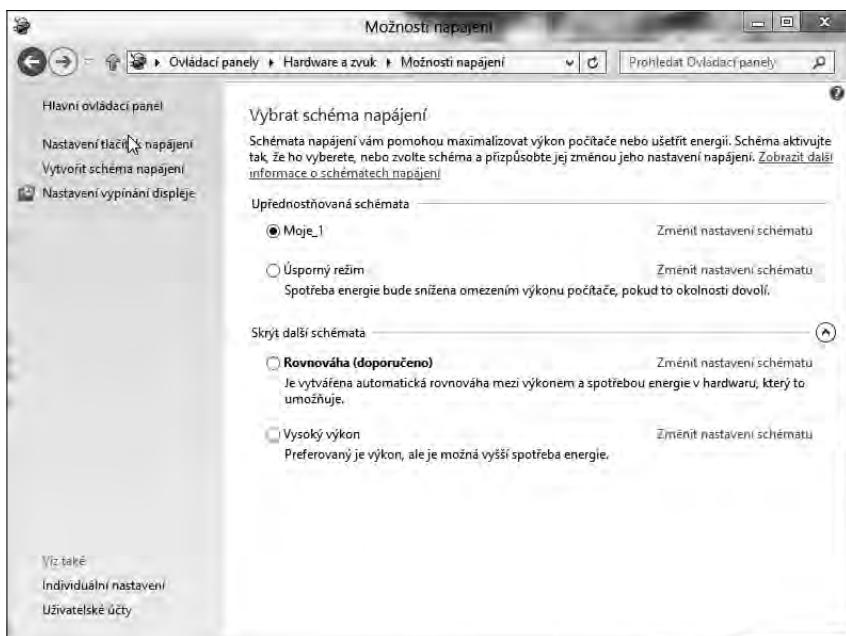 Možnosti napájení
Ovládací panely ▸ Hardware a zvuk ▸ Možnosti napájení
Prohledat Ovládací panely
Hlavní ovládací panel
Nastavení napájení
Vytvořit schéma napájení
Nastavení vypínání displeje
Vybrat schéma napájení
Schémata napájení vám pomohou maximalizovat výkon počítače nebo ušetřit energii. Schéma aktivujte
tak, že ho vyberete, nebo zvolte schéma a přizpůsobte jej změnou jeho nastavení napájení. Zobrazit další
informace o schématech napájení
Upřednostňovaná schémata
Moje_1 Změnit nastavení schématu
Úsporný režim Změnit nastavení schématu
Spotřeba energie bude snížena omezením výkonu počítače, pokud to okolnosti dovolí.
Skrýt další schémata
Rovnováha (doporučeno) Změnit nastavení schématu
Je vytvářena automatická rovnováha mezi výkonem a spotřebou energie v hardwaru, který to
umožňuje.
Vysoký výkon Změnit nastavení schématu
Preferovaný je výkon, ale je možná vyšší spotřeba energie.
Viz také
Individuální nastavení
Uživatelské účty